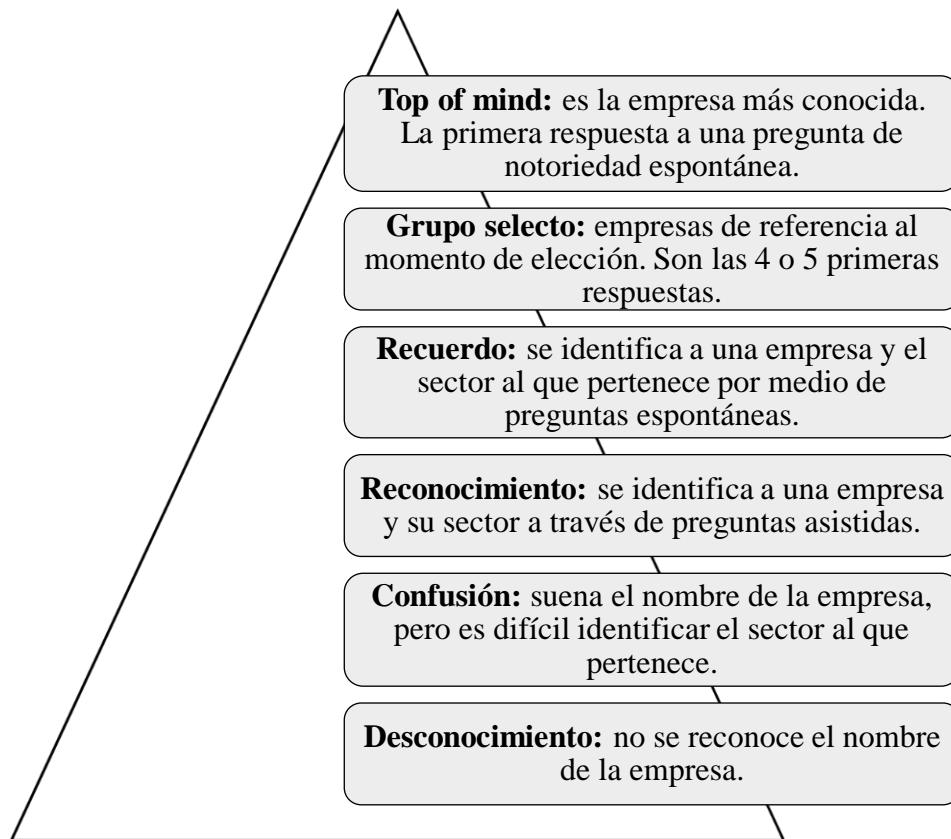 Top of mind: es la empresa más conocida.
La primera respuesta a una pregunta de
notoriedad espontánea.
Grupo selecto: empresas de referencia al
momento de elección. Son las 4 o 5 primeras
respuestas.
Recuerdo: se identifica a una empresa y el
sector al que pertenece por medio de
preguntas espontáneas.
Reconocimiento: se identifica a una empresa
y su sector a través de preguntas asistidas.
Confusión: suena el nombre de la empresa,
pero es difícil identificar el sector al que
pertenece.
Desconocimiento: no se reconoce el nombre
de la empresa.